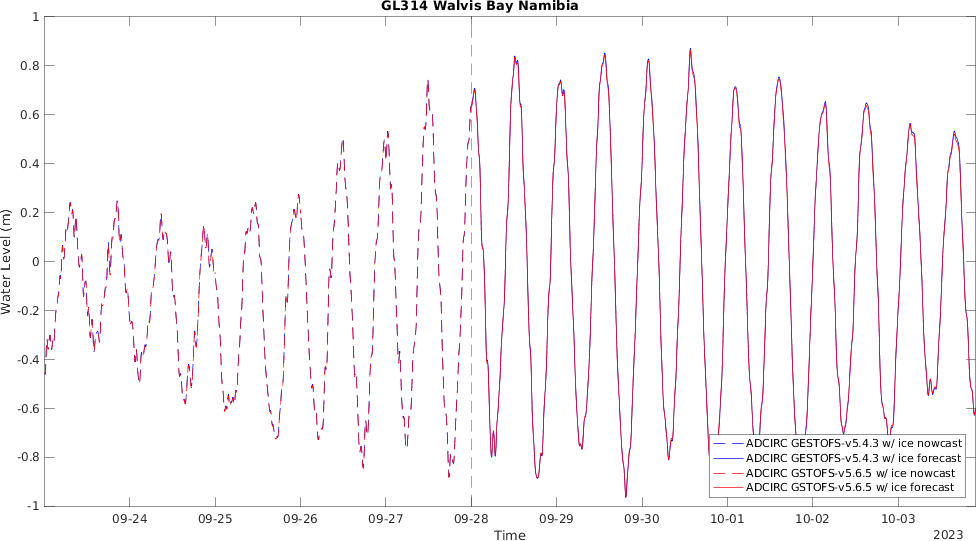 GL314 Walvis Bay Namibia
1
0.8
0.6
0.4
0.2
0
-0.2
-0.4
-0.6
-0.8
-1
Water Level (m)
ADCIRC GESTOFS-v5.4.3 w/ ice nowcast
ADCIRC GESTOFS-v5.4.3 w/ ice forecast
ADCIRC GSTOFS-v5.6.5 w/ ice nowcast
ADCIRC GSTOFS-v5.6.5 w/ ice forecast
09-24 09-25 09-26 09-27 09-28 09-29 09-30 10-01 10-02 10-03
Time
2023